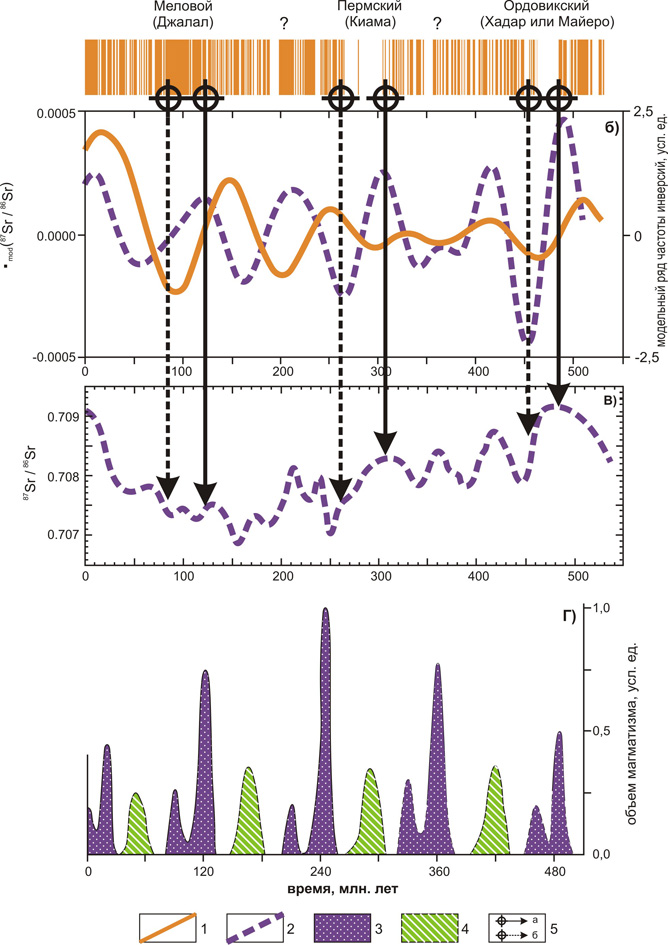 Меловой
(Джалал)
?
Пермский
(Киама)
?
Ордовикский
(Хадар или Майеро)
б)
0.0005
0.0000
-0.0005
mod(87Sr / 86Sr)
2,5
0
-2,5
модельный ряд частоты инверсий, усл. ед.
0 100 200 300 400 500
в)
0.709
0.708
0.707
87Sr / 86Sr
0 100 200 300 400 500
Г)
1,0
0,5
0,0
объем магматизма, усл. ед.
0 120 240 360 480
время, млн. лет
1 2 3 4 а б 5